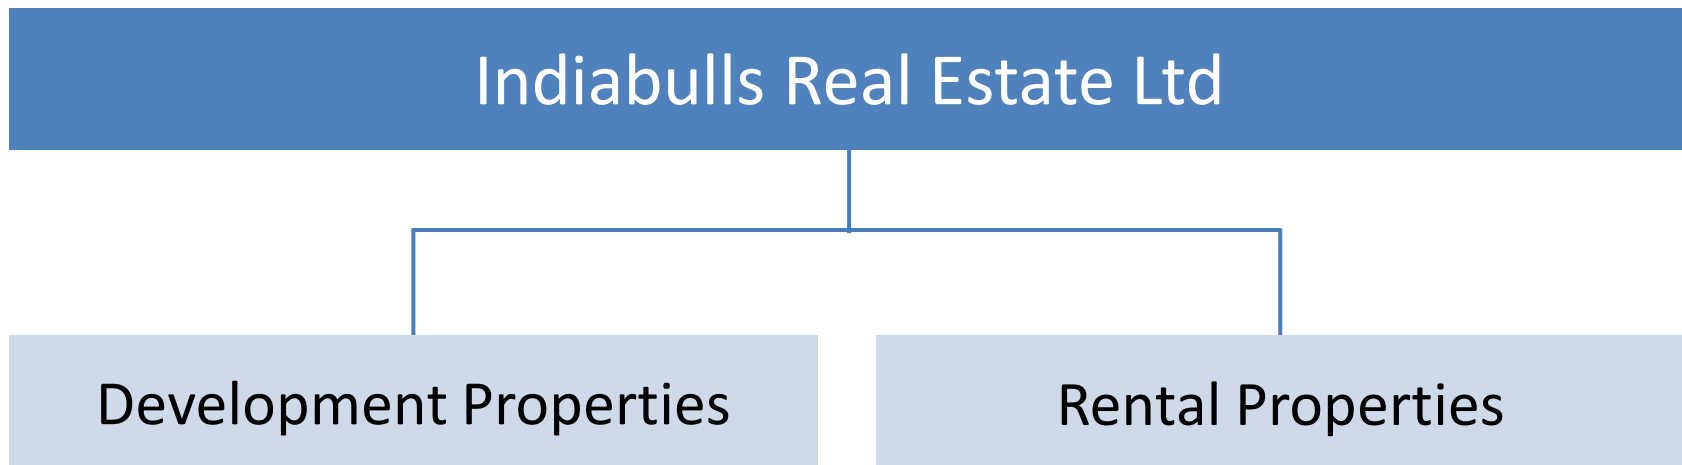 Indiabulls Real Estate Ltd
Development Properties
Rental Properties